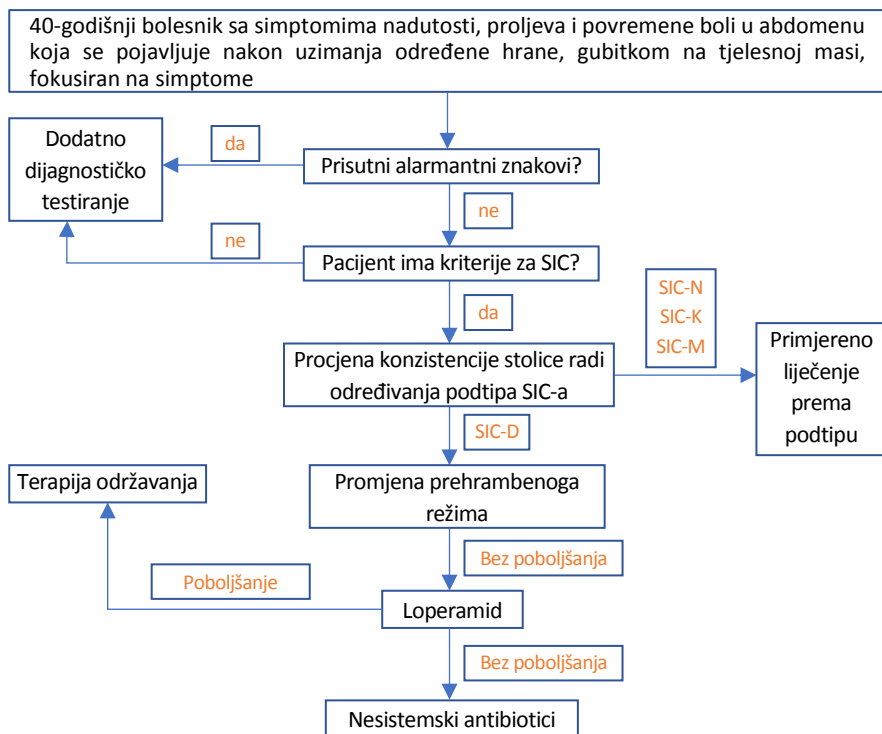 40-godišnji bolesnik sa simptomima nadutosti, proljeva i povremene boli u abdomenu
koja se pojavljuje nakon uzimanja određene hrane, gubitkom na tjelesnoj masi,
fokusiran na simptome
Dodatno
dijagnostičko
testiranje
da
Prisutni alarmantni znakovi?
ne
ne
Pacijent ima kriterije za SIC?
da
SIC-N
SIC-K
SIC-M
Procjena konzistencije stolice radi
određivanja podtipa SIC-a
Primjereno
liječenje
prema
podtipu
SIC-D
Terapija održavanja
Promjena prehrambenoga
režima
Bez poboljšanja
Poboljšanje
Loperamid
Bez poboljšanja
Nesistemski antibiotici